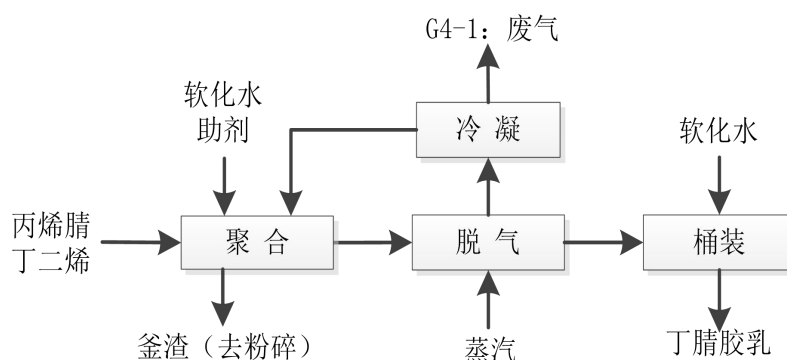 G4-1：废气
软化水
助剂
冷凝
软化水
丙烯腈
丁二烯
聚合
脱气
桶装
釜渣（去粉碎）
蒸汽
丁腈胶乳